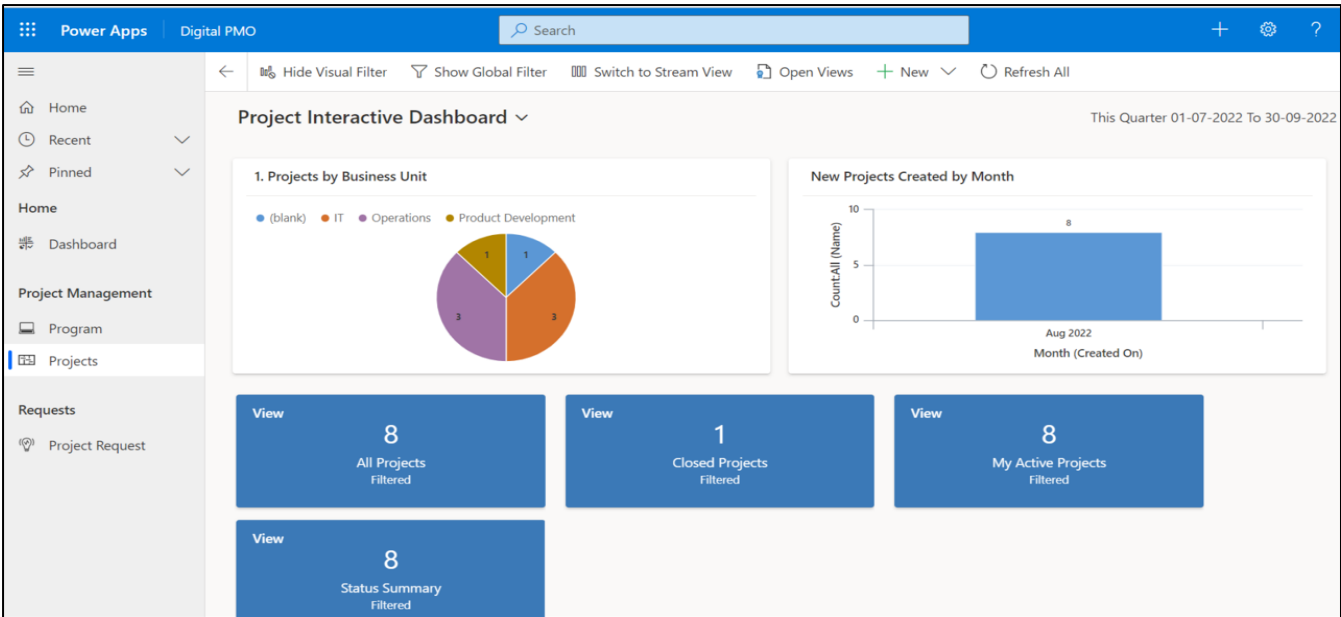 Power Apps
Digital PMO
Search
?
Hide Visual Filter
Show Global Filter
Switch to Stream View
Open Views
New
Refresh All
Home
Recent
Pinned
Home
Dashboard
Project Management
Program
Projects
Requests
Project Request
Project Interactive Dashboard
This Quarter 01-07-2022 To 30-09-2022
1. Projects by Business Unit
(blank) IT Operations Product Development
1 1
3 3
New Projects Created by Month
Count:All (Name)
10
8
5
0
Aug 2022
Month (Created On)
View
8
All Projects
Filtered
View
1
Closed Projects
Filtered
View
8
My Active Projects
Filtered
View
8
Status Summary
Filtered